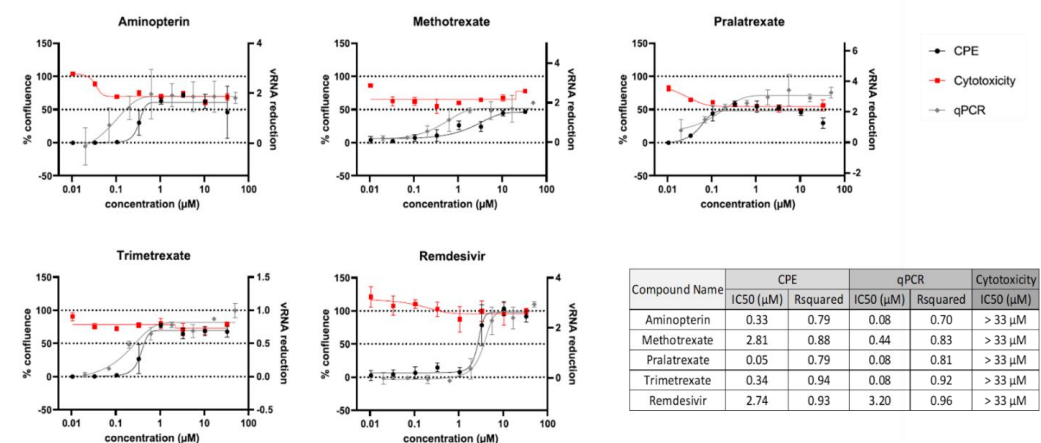 Aminopterin
Methotrexate
Pralatrexate
% confluence
150
100
50
0
-50
0.01 0.1 1 10 100
concentration (μM)
4
2
0
vRNA reduction
% confluence
150
100
50
0
-50
0.01 0.1 1 10 100
concentration (μM)
4
2
0
vRNA reduction
% confluence
150
100
50
0
-50
0.01 0.1 1 10 100
concentration (μM)
6
4
2
0
-2
vRNA reduction
CPE
Cytotoxicity
qPCR
Trimetrexate
Remdesivir
% confluence
150
100
50
0
-50
0.01 0.1 1 10 100
concentration (μM)
1.5
1.0
0.5
0.0
-0.5
vRNA reduction
% confluence
150
100
50
0
-50
0.01 0.1 1 10 100
concentration (μM)
4
2
0
vRNA reduction
Compound Name CPE qPCR Cytotoxicity
IC50 (μM) Rsquared IC50 (μM) Rsquared IC50 (μM)
Aminopterin 0.33 0.79 0.08 0.70 > 33 μM
Methotrexate 2.81 0.88 0.44 0.83 > 33 μM
Pralatrexate 0.05 0.79 0.08 0.81 > 33 μM
Trimetrexate 0.34 0.94 0.08 0.92 > 33 μM
Remdesivir 2.74 0.93 3.20 0.96 > 33 μM